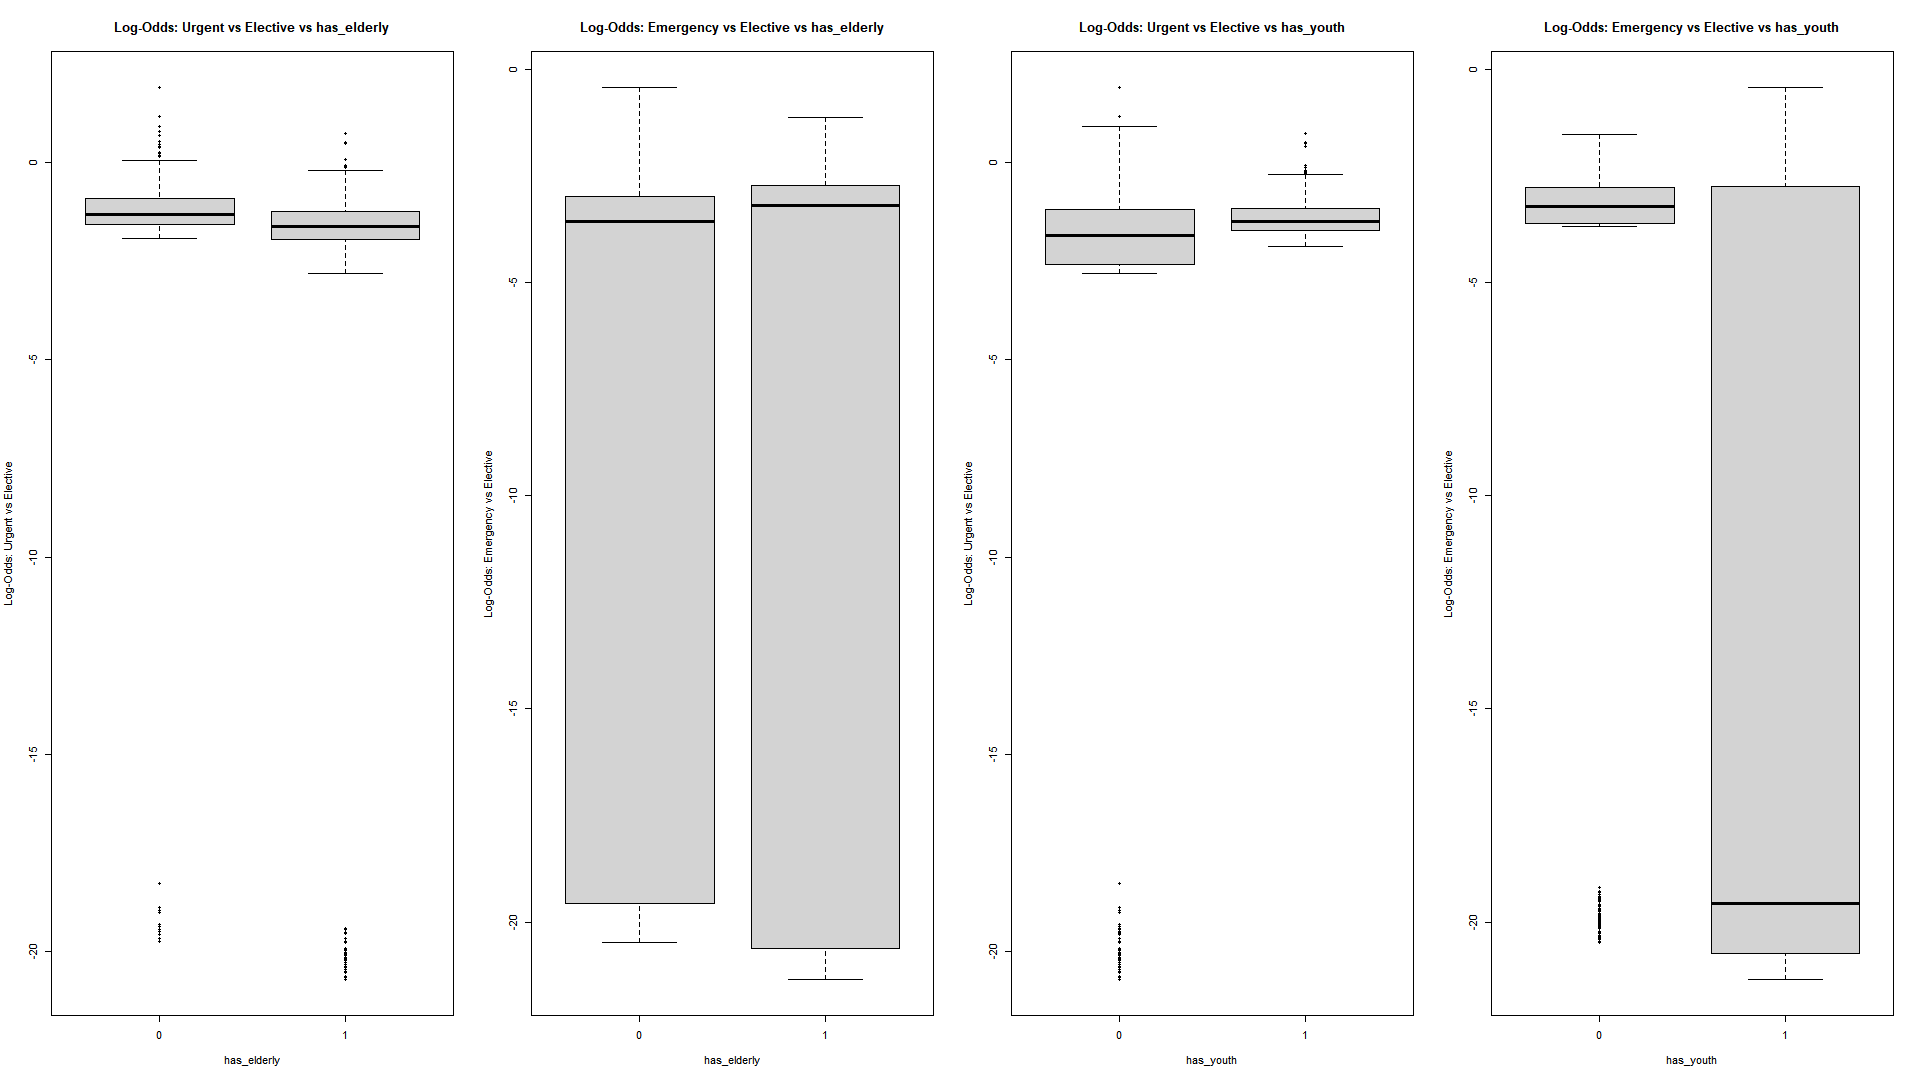 Log-Odds: Urgent vs Elective vs has_elderly
Log-Odds: Urgent vs Elective
0
-5
-10
-15
-20
0
1
has_elderly
Log-Odds: Emergency vs Elective vs has_elderly
Log-Odds: Emergency vs Elective
0
-5
-10
-15
-20
0
1
has_elderly
Log-Odds: Urgent vs Elective vs has_youth
Log-Odds: Urgent vs Elective
0
-5
-10
-15
-20
0
1
has_youth
Log-Odds: Emergency vs Elective vs has_youth
Log-Odds: Emergency vs Elective
0
-5
-10
-15
-20
0
1
has_youth